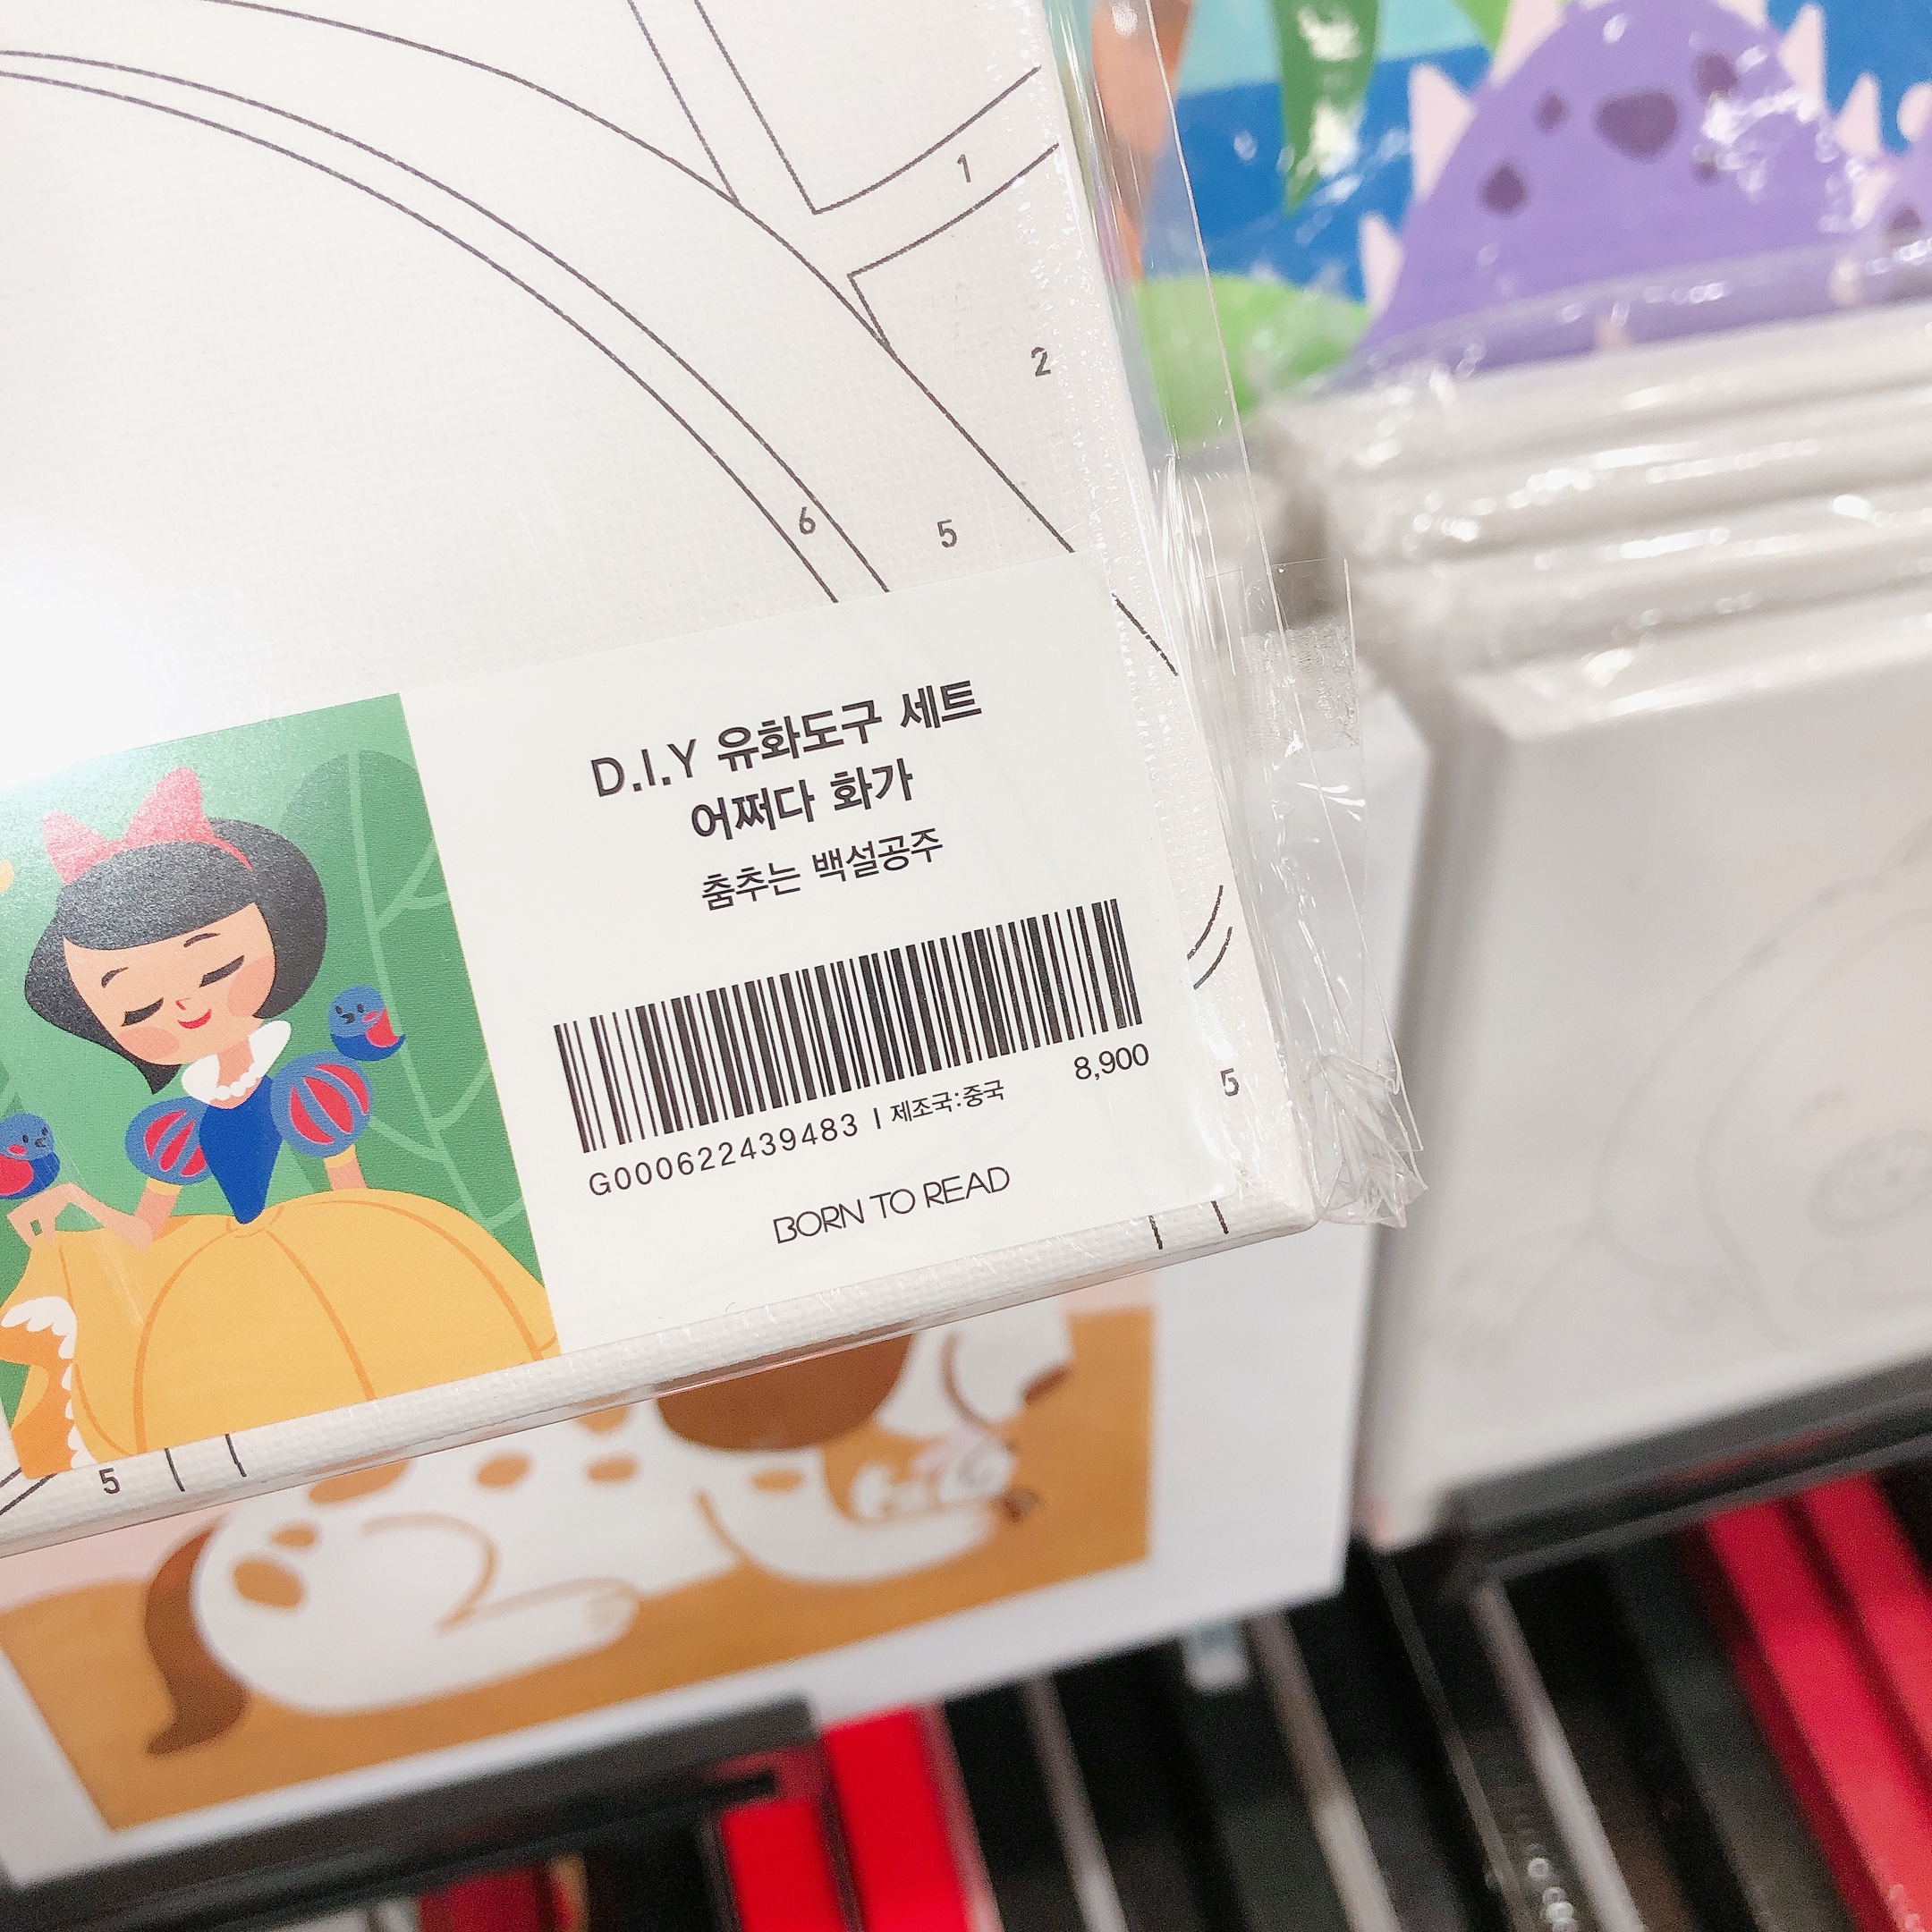 1
2
6
5
D.I.Y 유화도구 세트
어쩌다 화가
춤추는 백설공주
8,900
G000622439483 I 제조국:중국
5
BORN TO READ
5